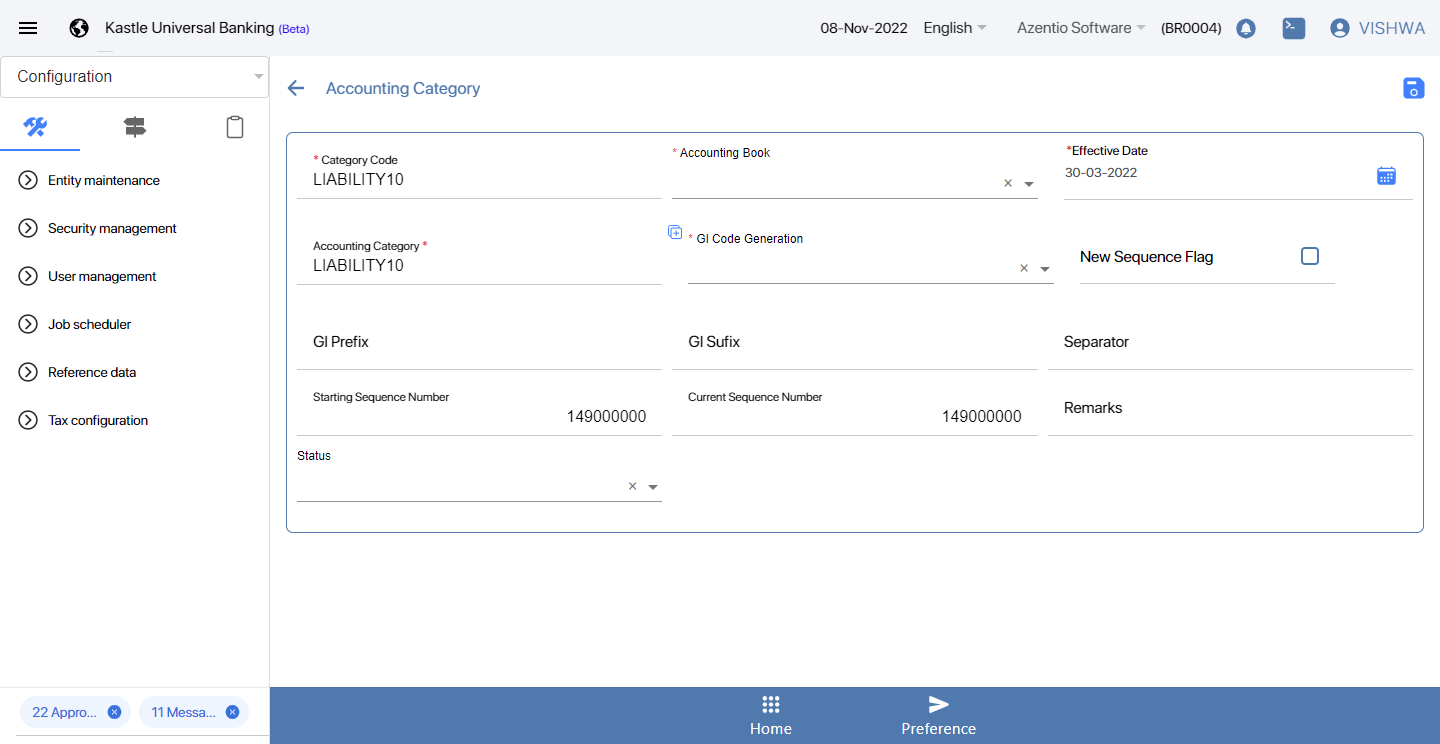 Kastle Universal Banking (Beta)
08-Nov-2022 English Azentio Software (BR0004) VISHWA
Configuration
Accounting Category
Entity maintenance
Security management
User management
Job scheduler
Reference data
Tax configuration
* Category Code
LIABILITY10
* Accounting Book
*Effective Date
30-03-2022
Accounting Category *
LIABILITY10
* GI Code Generation
New Sequence Flag
GI Prefix
GI Sufix
Separator
Starting Sequence Number
149000000
Current Sequence Number
149000000
Remarks
Status
22 Appro...
11 Messa...
Home
Preference